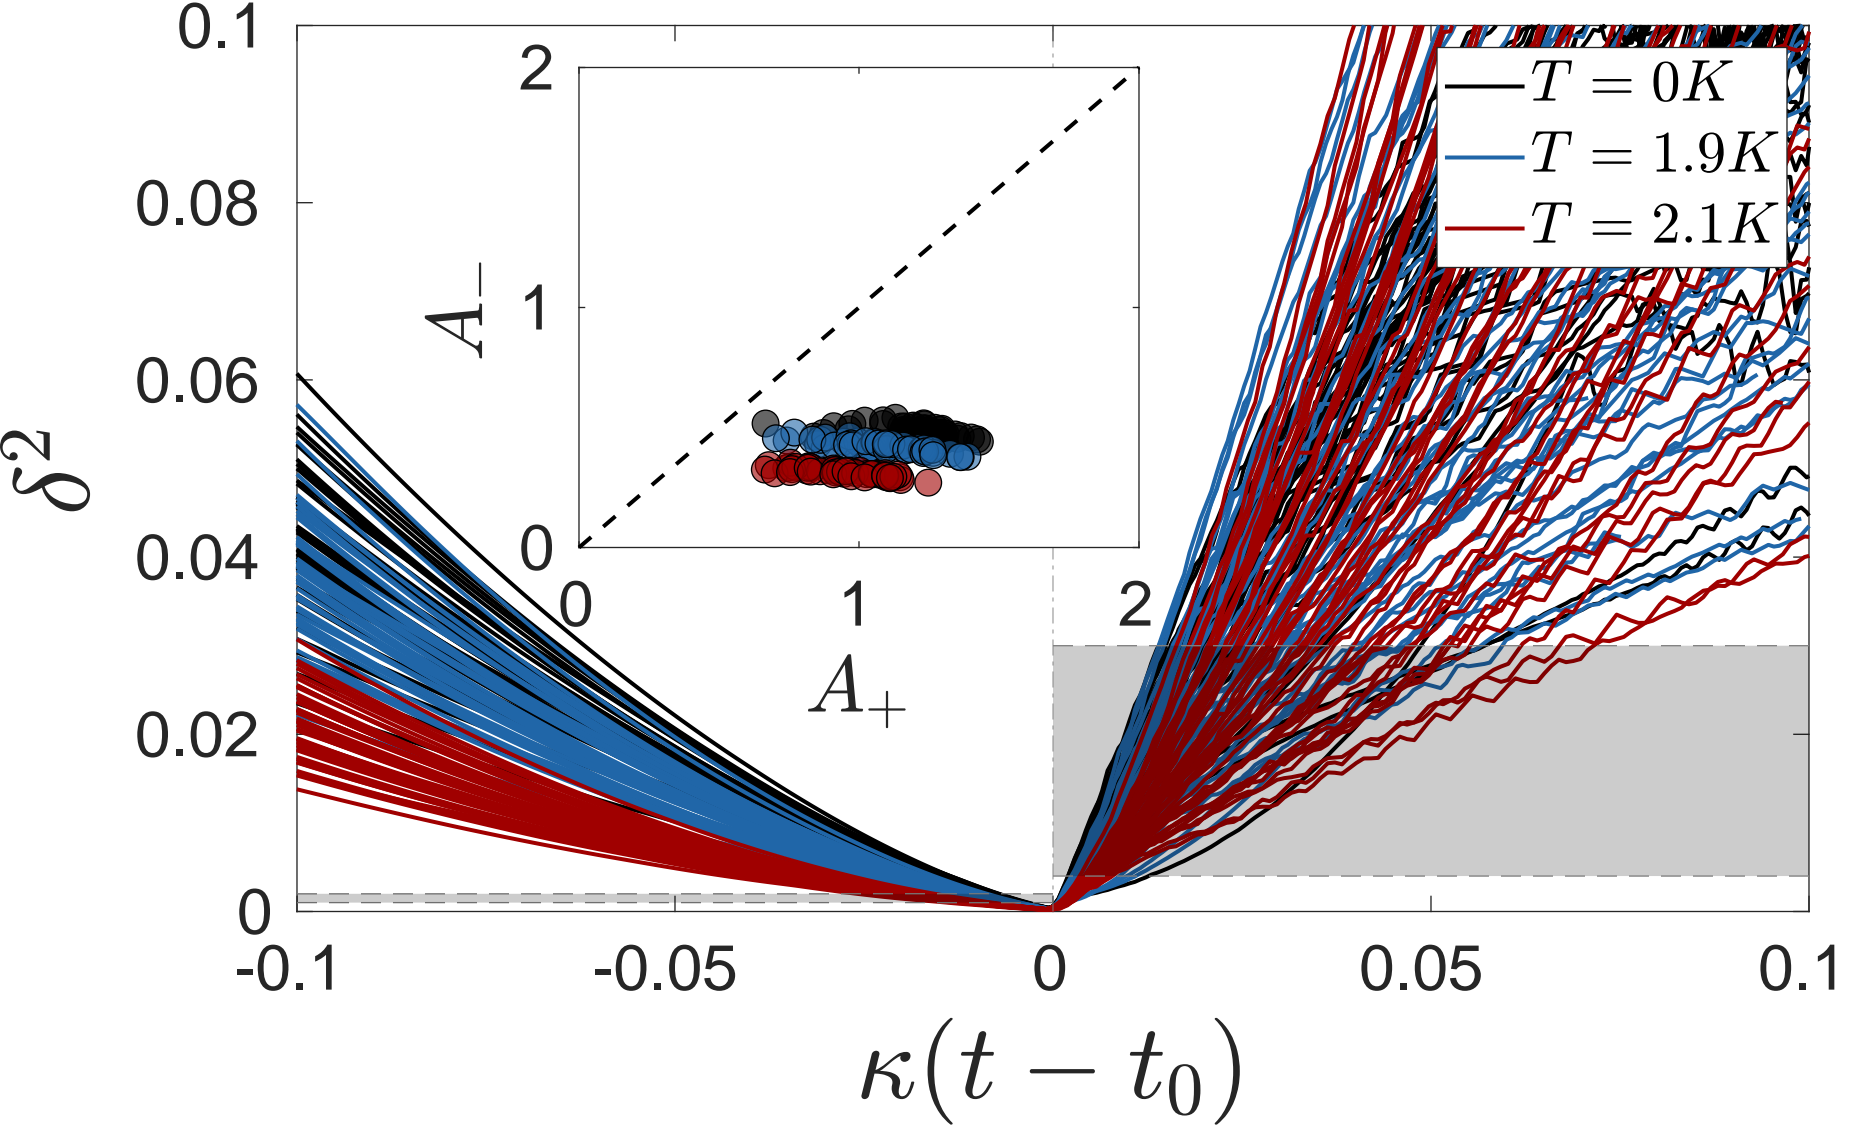 0.1
0.08
0.06
0.04
0.02
0
δ²
-0.1
-0.05
0
0.05
0.1
κ(t − t₀)
2
1
0
A₋
0
1
2
A₊
T = 0K
T = 1.9K
T = 2.1K